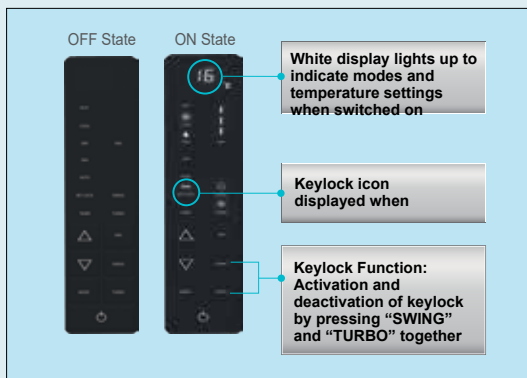 OFF State
ON State
White display lights up to
indicate modes and
temperature settings
when switched on
16
Keylock icon
displayed when
Keylock Function:
Activation and
deactivation of keylock
by pressing “SWING”
and “TURBO” together